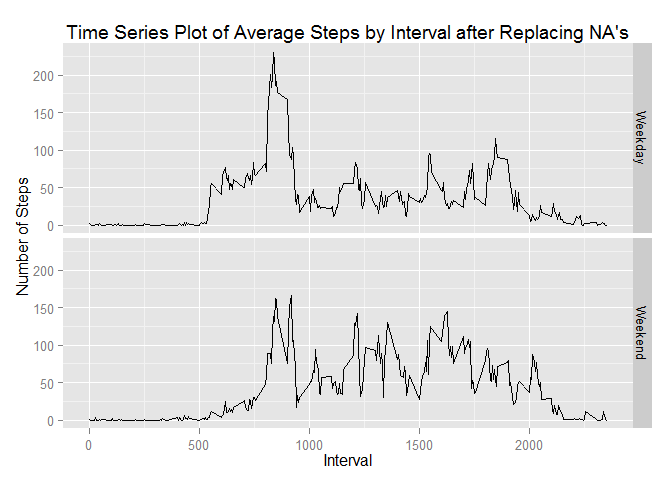 Time Series Plot of Average Steps by Interval after Replacing NA's
Number of Steps
200
150
100
50
0
Weekday
200
150
100
50
0
Weekend
0 500 1000 1500 2000
Interval